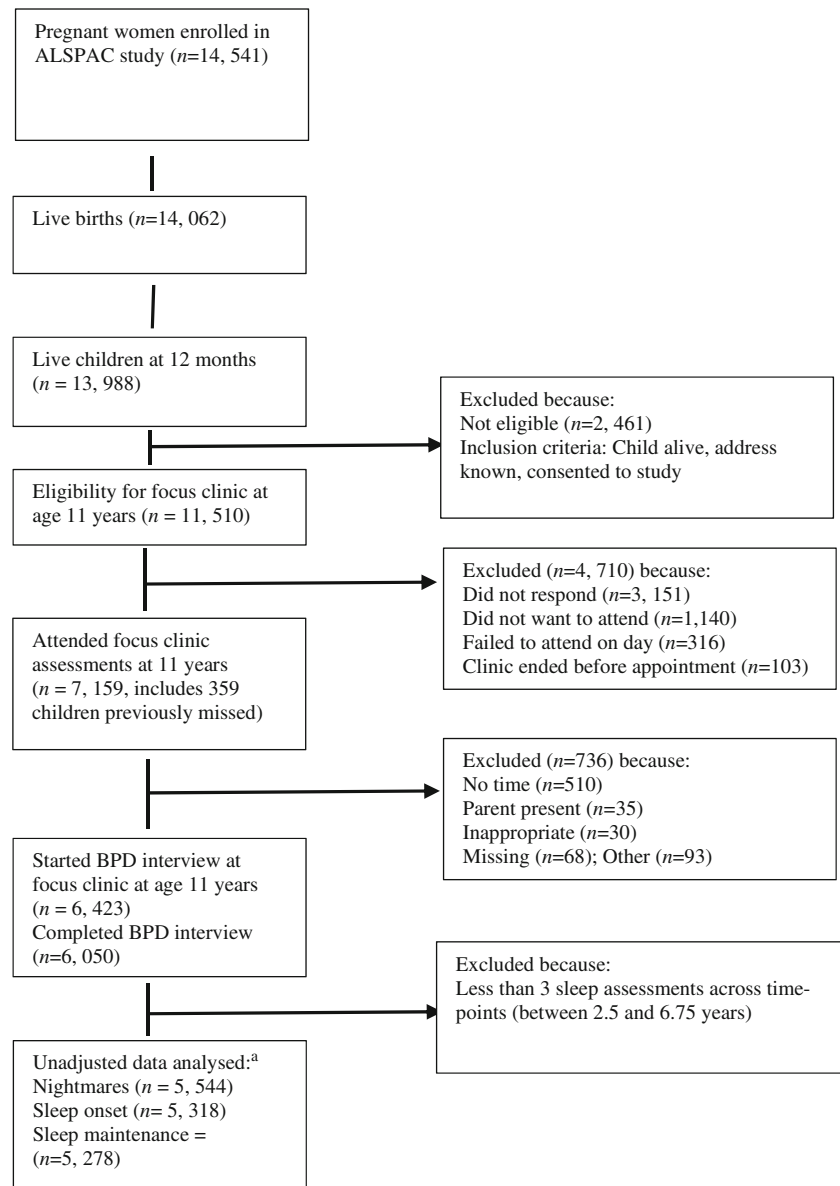 Pregnant women enrolled in
ALSPAC study (n=14, 541)
Live births (n=14, 062)
Live children at 12 months
(n = 13, 988)
Excluded because:
Not eligible (n=2, 461)
Inclusion criteria: Child alive, address
known, consented to study
Eligibility for focus clinic at
age 11 years (n = 11, 510)
Excluded (n=4, 710) because:
Did not respond (n=3, 151)
Did not want to attend (n=1,140)
Failed to attend on day (n=316)
Clinic ended before appointment (n=103)
Attended focus clinic
assessments at 11 years
(n = 7, 159, includes 359
children previously missed)
Excluded (n=736) because:
No time (n=510)
Parent present (n=35)
Inappropriate (n=30)
Missing (n=68); Other (n=93)
Started BPD interview at
focus clinic at age 11 years
(n = 6, 423)
Completed BPD interview
(n=6, 050)
Excluded because:
Less than 3 sleep assessments across time-
points (between 2.5 and 6.75 years)
Unadjusted data analysed:a
Nightmares (n = 5, 544)
Sleep onset (n= 5, 318)
Sleep maintenance =
(n=5, 278)